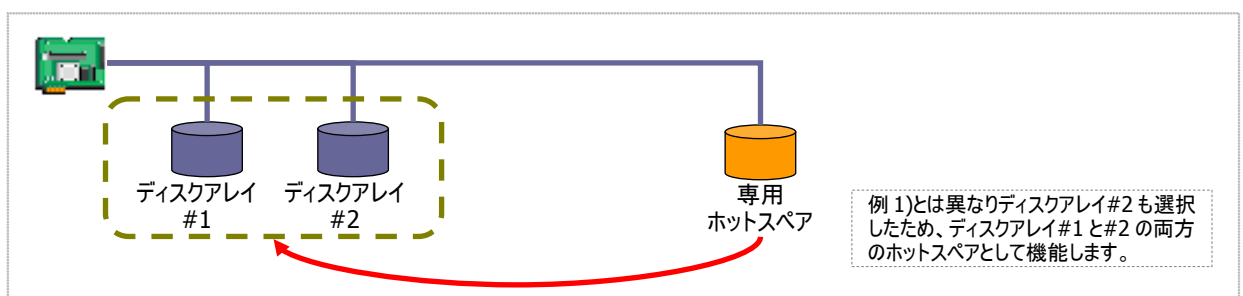 ディスクアレイ
#1
ディスクアレイ
#2
専用
ホットスペア
例 1)とは異なりディスクアレイ#2 も選択
したため、ディスクアレイ#1 と#2 の両方
のホットスペアとして機能します。